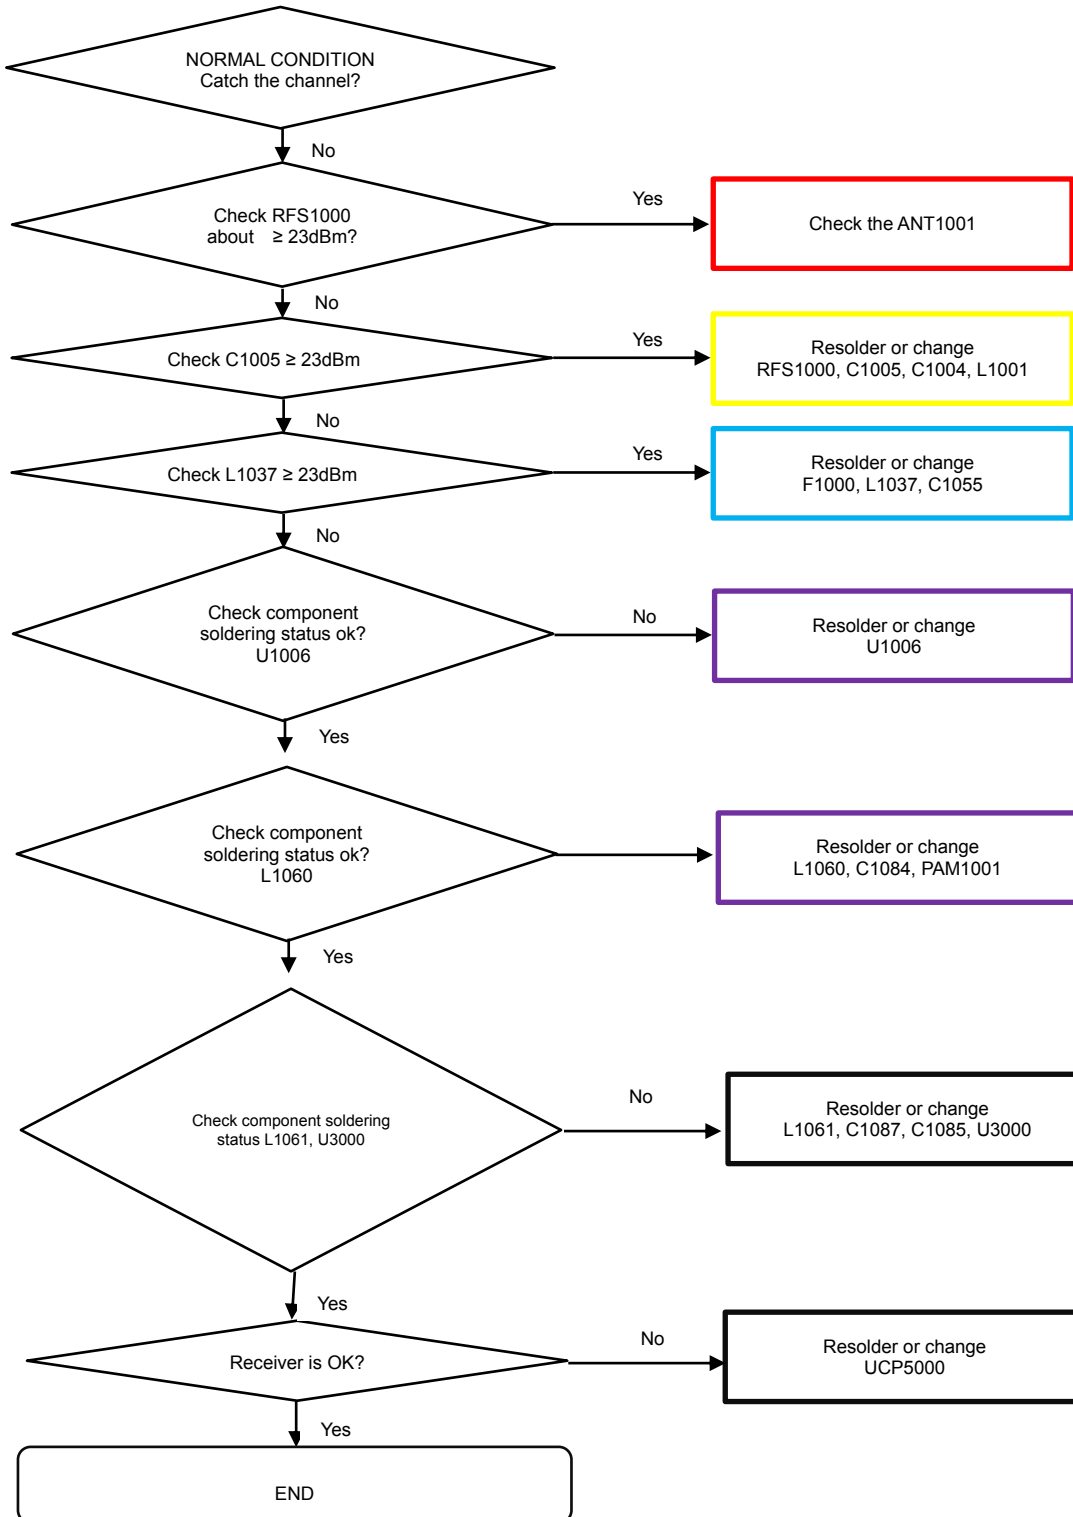 NORMAL CONDITION
Catch the channel?
No
Check RFS1000
about ≥ 23dBm?
Yes
Check the ANT1001
No
Check C1005 ≥ 23dBm
Yes
Resolder or change
RFS1000, C1005, C1004, L1001
No
Check L1037 ≥ 23dBm
Yes
Resolder or change
F1000, L1037, C1055
No
Check component
soldering status ok?
U1006
No
Resolder or change
U1006
Yes
Check component
soldering status ok?
L1060
Resolder or change
L1060, C1084, PAM1001
Yes
Check component soldering
status L1061, U3000
No
Resolder or change
L1061, C1087, C1085, U3000
Yes
Receiver is OK?
No
Resolder or change
UCP5000
Yes
END